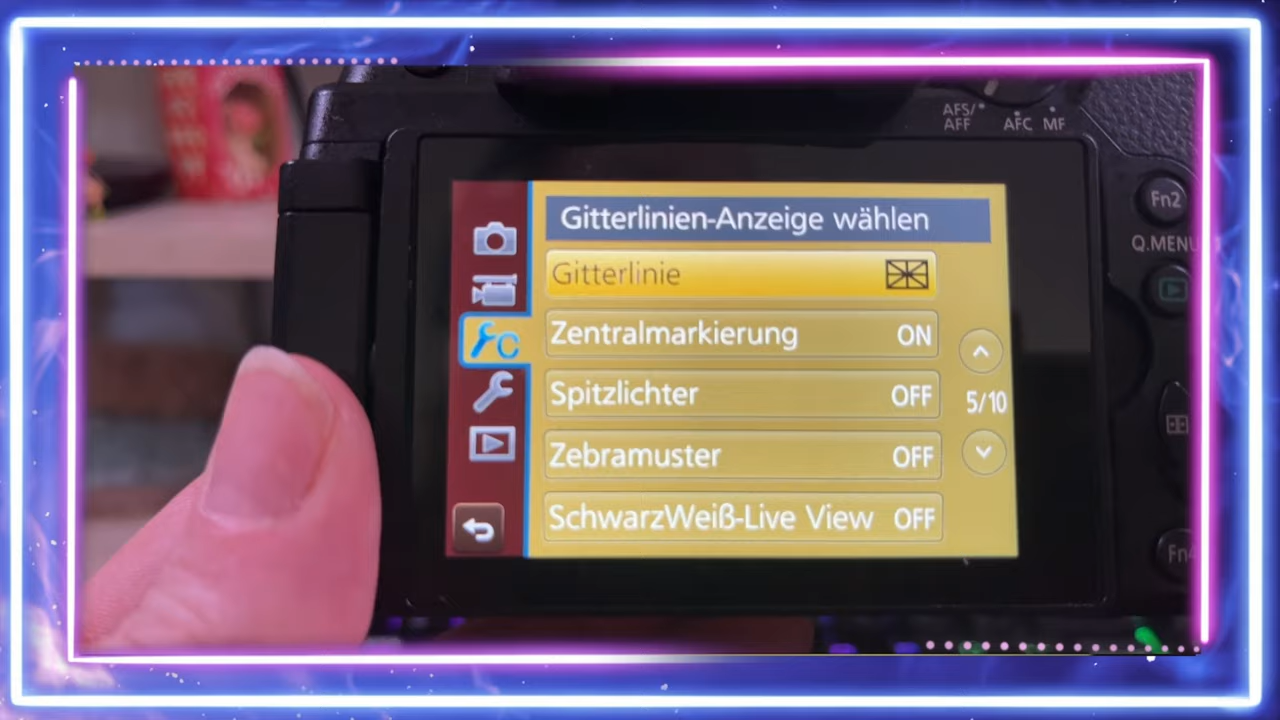 AFS/
AFF
AFC
MF
Fn2
Q.MENU
Gitterlinien-Anzeige wählen
Gitterlinie
Zentralmarkierung ON
Spitzlichter OFF
5/10
Zebramuster OFF
SchwarzWeiß-Live View OFF
C
Fn4